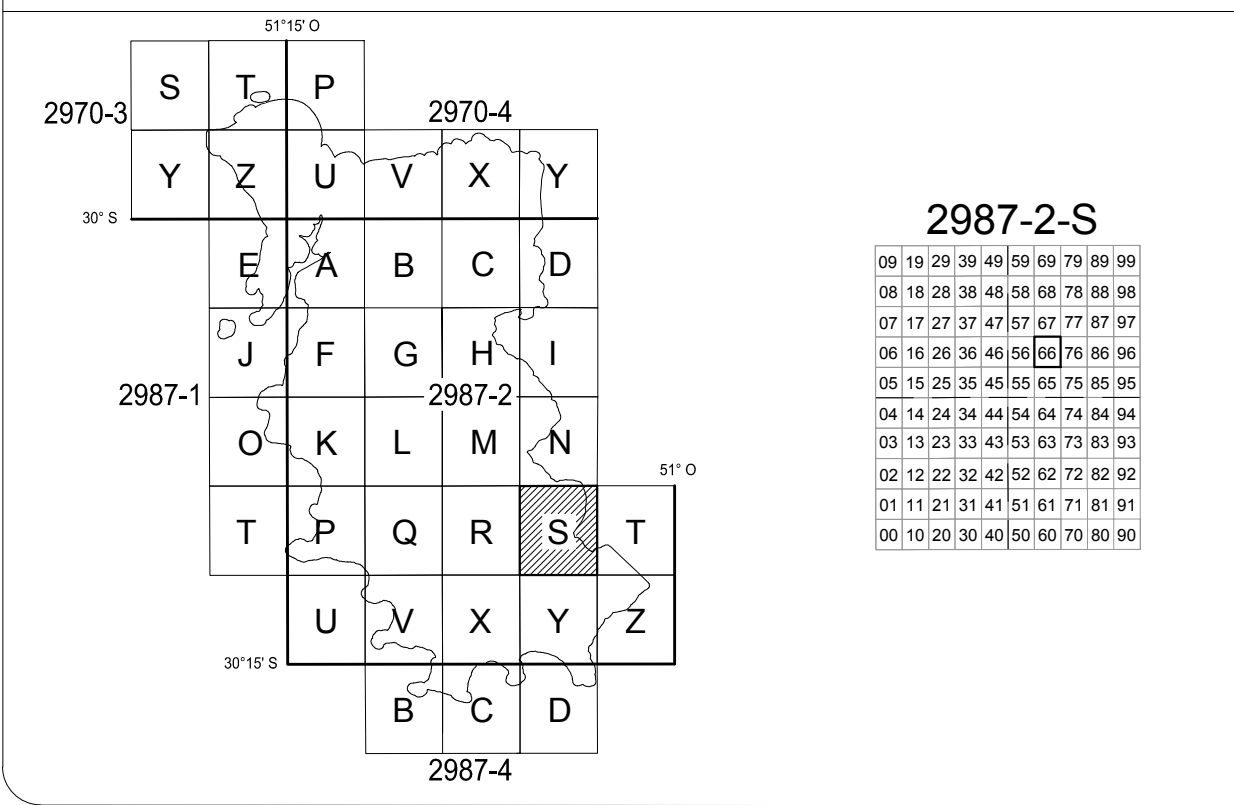 51°15' O
S T P
2970-3
2970-4
Y Z U V X Y
30° S
E A B C D
J F G H I
2987-1
2987-2
O K L M N
51° O
T P Q R S T
U V X Y Z
30°15' S
B C D
2987-4
2987-2-S
09 19 29 39 49 59 69 79 89 99
08 18 28 38 48 58 68 78 88 98
07 17 27 37 47 57 67 77 87 97
06 16 26 36 46 56 66 76 86 96
05 15 25 35 45 55 65 75 85 95
04 14 24 34 44 54 64 74 84 94
03 13 23 33 43 53 63 73 83 93
02 12 22 32 42 52 62 72 82 92
01 11 21 31 41 51 61 71 81 91
00 10 20 30 40 50 60 70 80 90